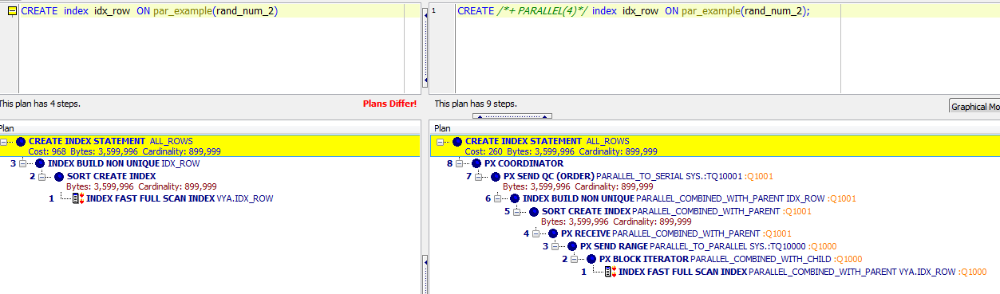 CREATE index idx_row ON par_example(rand_num_2)
This plan has 4 steps. Plans Differ!
Plan
CREATE INDEX STATEMENT ALL_ROWS
Cost: 968 Bytes: 3,599,996 Cardinality: 899,999
3 INDEX BUILD NON UNIQUE IDX_ROW
2 SORT CREATE INDEX
Bytes: 3,599,996 Cardinality: 899,999
1 INDEX FAST FULL SCAN INDEX VYA.IDX_ROW
1 CREATE /*+ PARALLEL(4)*/ index idx_row ON par_example(rand_num_2);
This plan has 9 steps.
Graphical Mo
Plan
CREATE INDEX STATEMENT ALL_ROWS
Cost: 260 Bytes: 3,599,996 Cardinality: 899,999
8 PX COORDINATOR
7 PX SEND QC (ORDER) PARALLEL_TO_SERIAL SYS.:TQ10001 :Q1001
Bytes: 3,599,996 Cardinality: 899,999
6 INDEX BUILD NON UNIQUE PARALLEL_COMBINED_WITH_PARENT IDX_ROW :Q1001
5 SORT CREATE INDEX PARALLEL_COMBINED_WITH_PARENT :Q1001
Bytes: 3,599,996 Cardinality: 899,999
4 PX RECEIVE PARALLEL_COMBINED_WITH_PARENT :Q1001
3 PX SEND RANGE PARALLEL_TO_PARALLEL SYS.:TQ10000 :Q1000
2 PX BLOCK ITERATOR PARALLEL_COMBINED_WITH_CHILD :Q1000
1 INDEX FAST FULL SCAN INDEX PARALLEL_COMBINED_WITH_PARENT VYA.IDX_ROW :Q1000